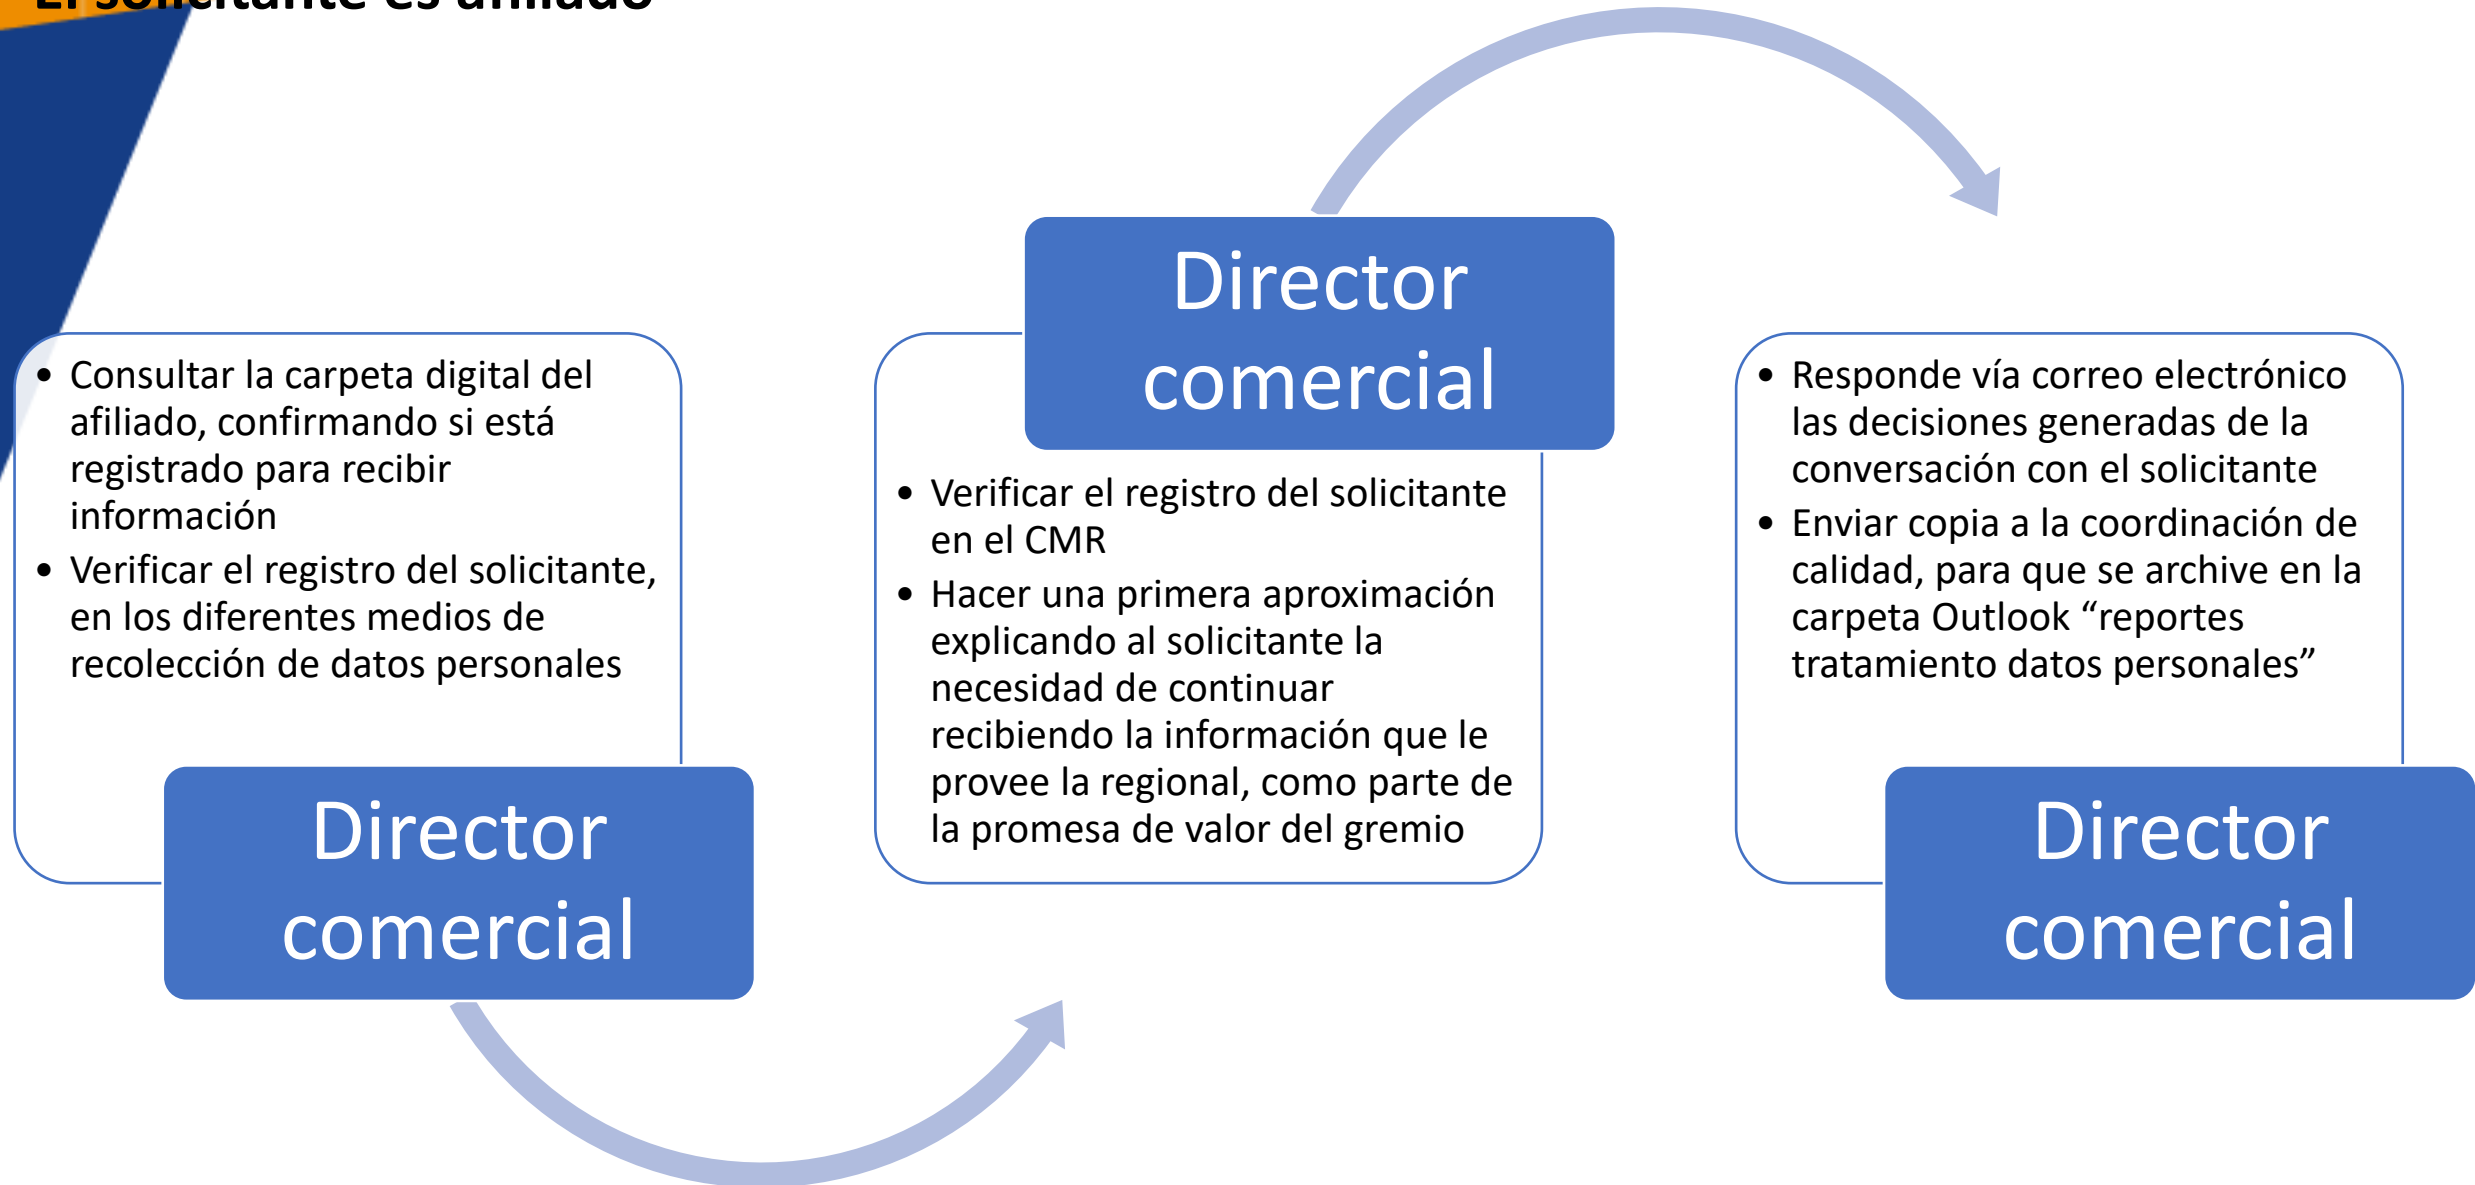 El solicitante es afiliado
• Consultar la carpeta digital del
afiliado, confirmando si está
registrado para recibir
información
• Verificar el registro del solicitante,
en los diferentes medios de
recolección de datos personales
Director
comercial
Director
comercial
• Verificar el registro del solicitante
en el CMR
• Hacer una primera aproximación
explicando al solicitante la
necesidad de continuar
recibiendo la información que le
provee la regional, como parte de
la promesa de valor del gremio
• Responde vía correo electrónico
las decisiones generadas de la
conversación con el solicitante
• Enviar copia a la coordinación de
calidad, para que se archive en la
carpeta Outlook “reportes
tratamiento datos personales”
Director
comercial